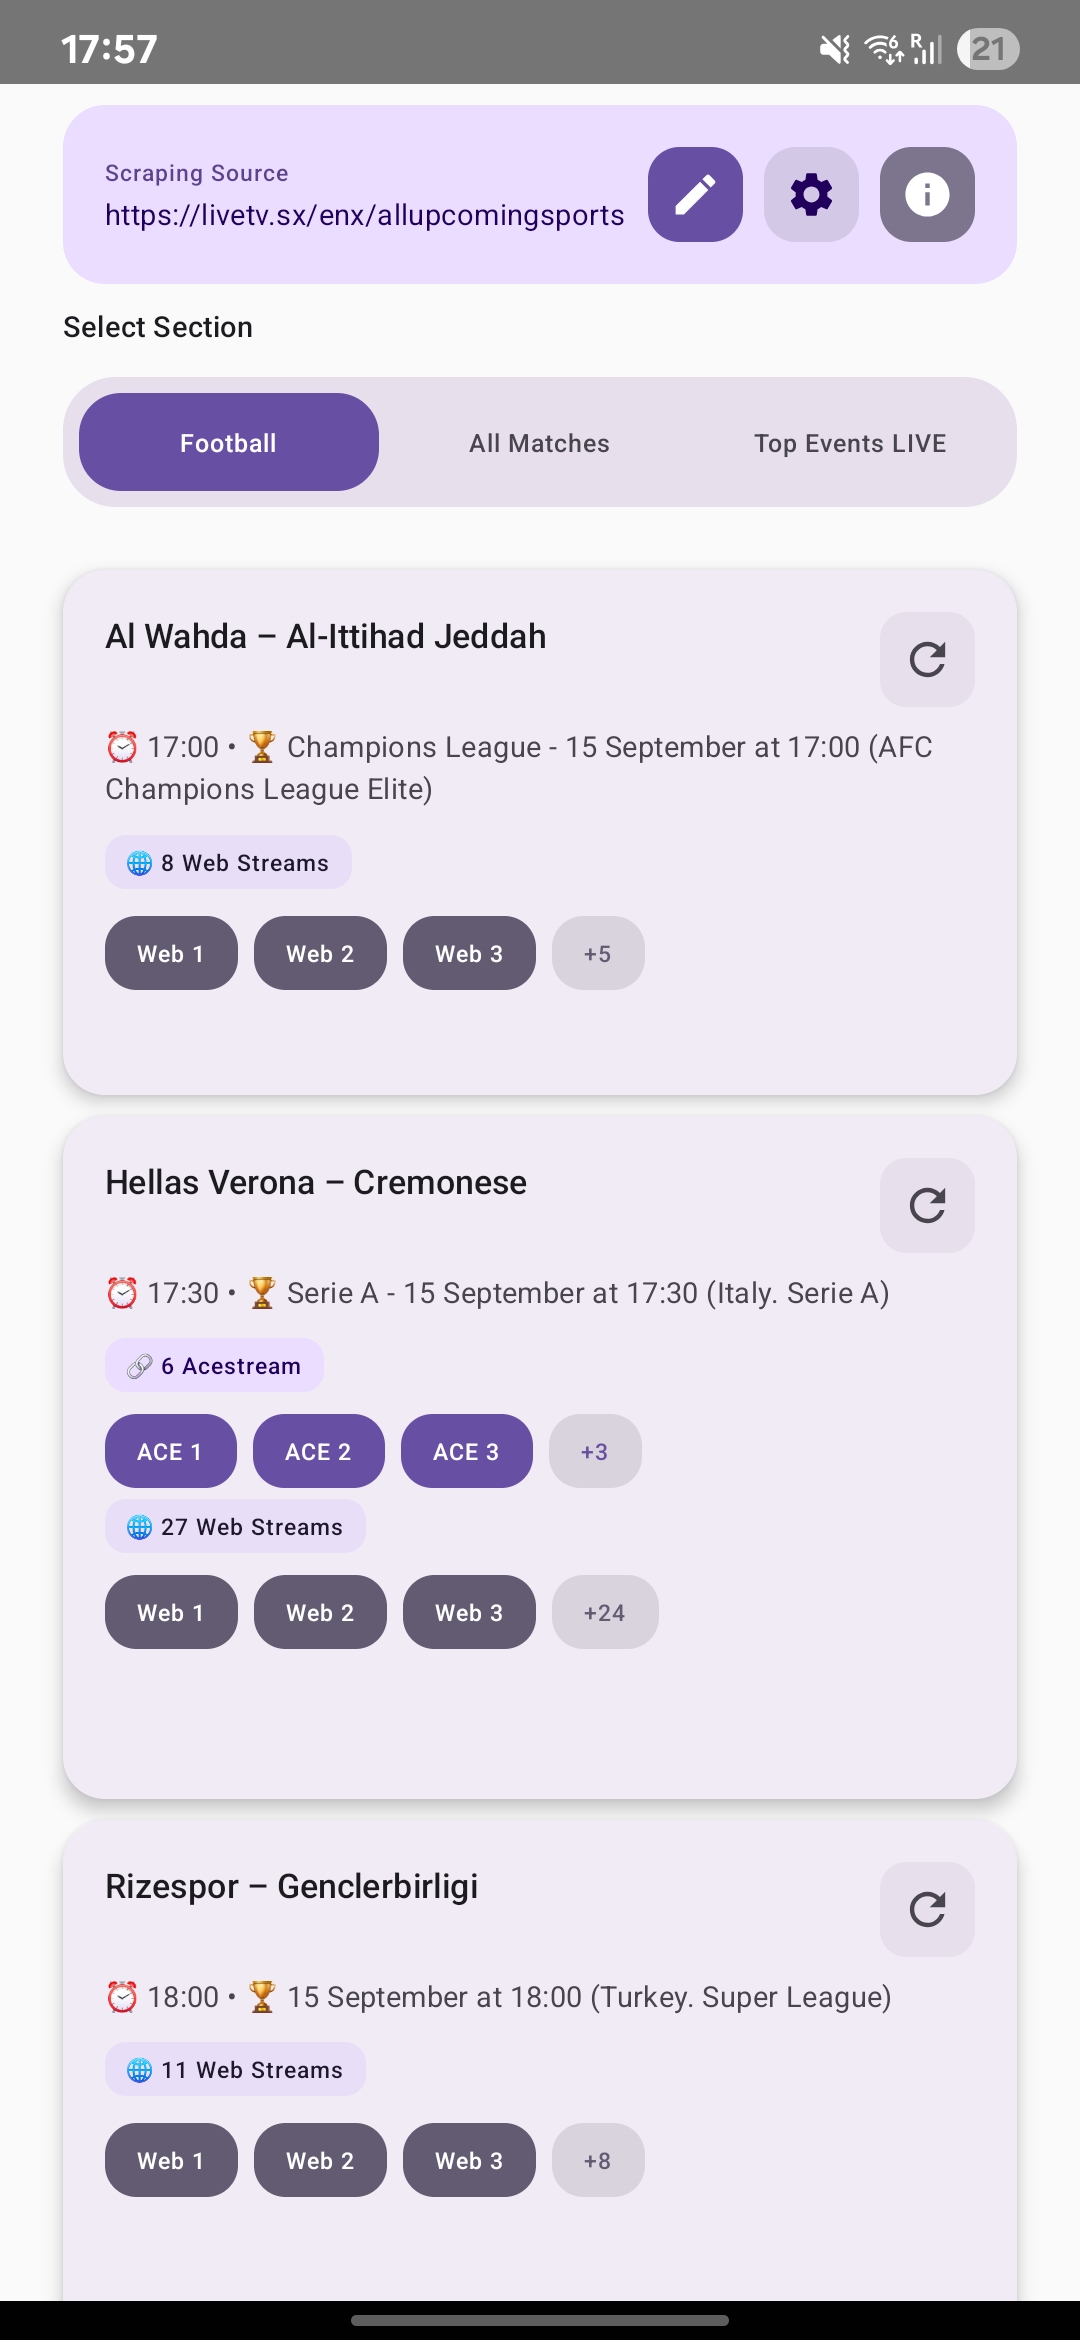 17:57
6 R 21
Scraping Source
https://livetv.sx/enx/allupcomingsports
Select Section
Football All Matches Top Events LIVE
Al Wahda – Al-Ittihad Jeddah
⏰ 17:00 • 🏆 Champions League - 15 September at 17:00 (AFC
Champions League Elite)
🌐 8 Web Streams
Web 1 Web 2 Web 3 +5
Hellas Verona – Cremonese
⏰ 17:30 • 🏆 Serie A - 15 September at 17:30 (Italy. Serie A)
🔗 6 Acestream
ACE 1 ACE 2 ACE 3 +3
🌐 27 Web Streams
Web 1 Web 2 Web 3 +24
Rizespor – Genclerbirligi
⏰ 18:00 • 🏆 15 September at 18:00 (Turkey. Super League)
🌐 11 Web Streams
Web 1 Web 2 Web 3 +8